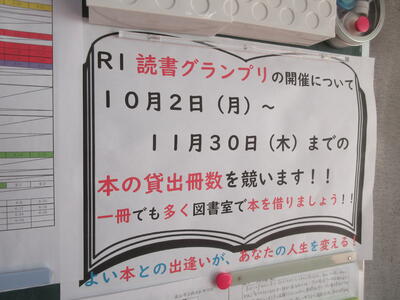 R1 読書グランプリの開催について
10月2日（月）～
11月30日（木）までの
本の貸出冊数を競います！！
一冊でも多く図書室で本を借りましょう！！
よい本との出逢いが、あなたの人生を変える！